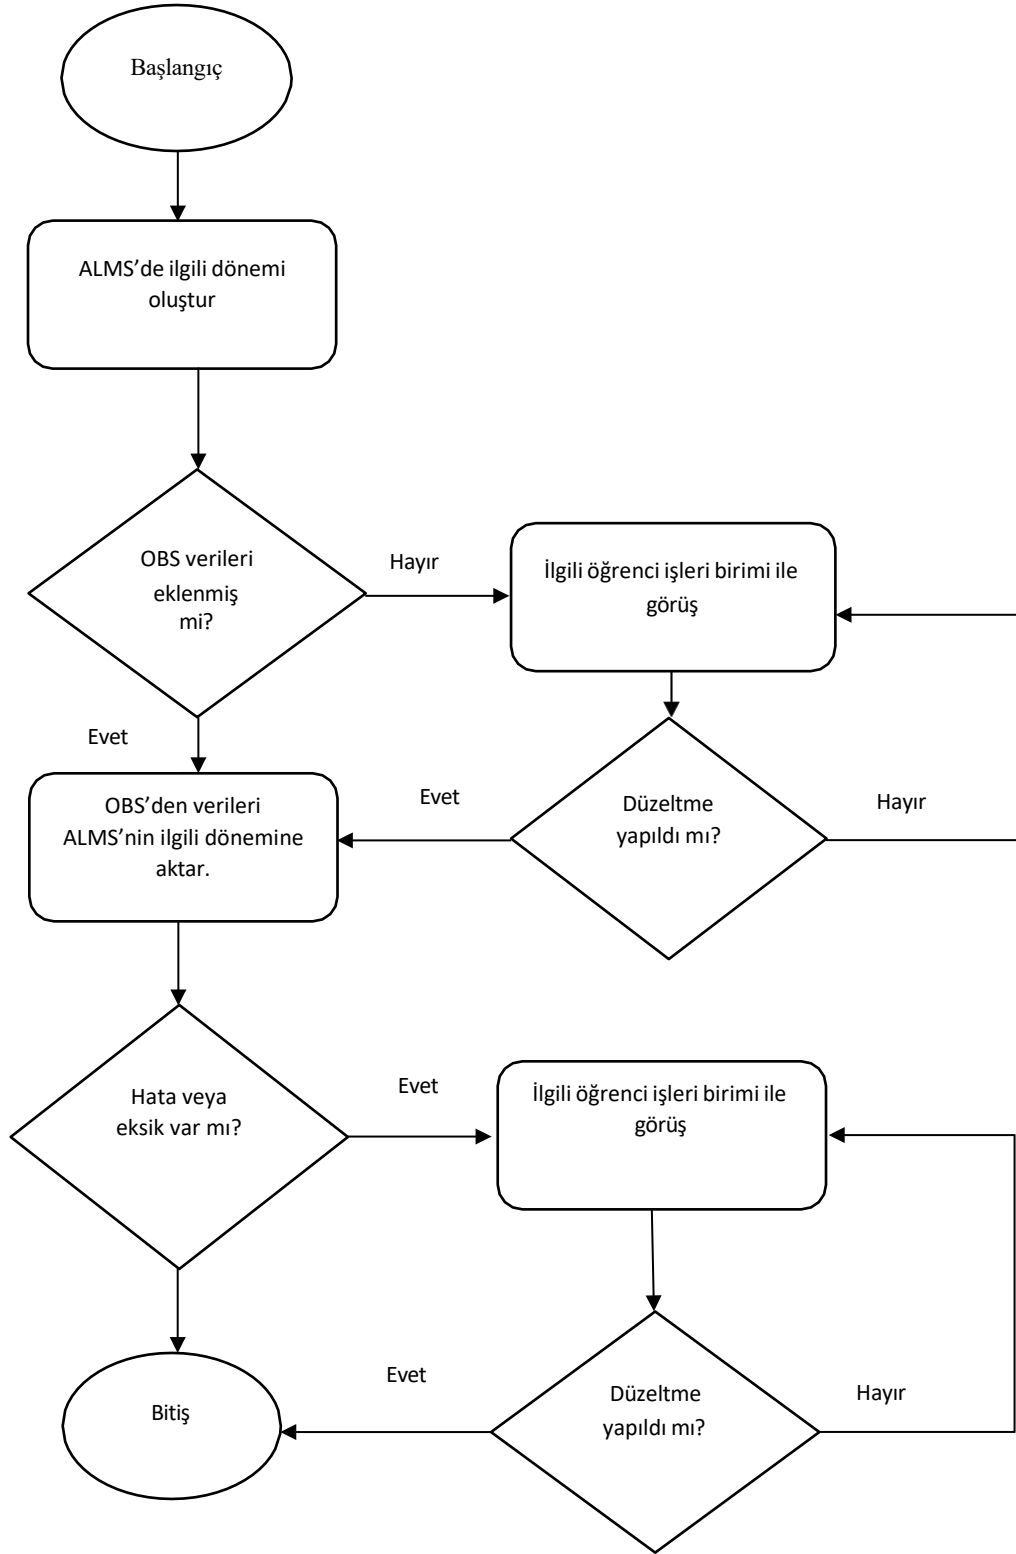 Başlangıç
ALMS’de ilgili dönemi
oluştur
OBS verileri
eklenmiş
mi?
Hayır
İlgili öğrenci işleri birimi ile
görüş
Evet
OBS’den verileri
ALMS’nin ilgili dönemine
aktar.
Evet
Düzeltme
yapıldı mı?
Hayır
Hata veya
eksik var mı?
Evet
İlgili öğrenci işleri birimi ile
görüş
Bitiş
Evet
Düzeltme
yapıldı mı?
Hayır